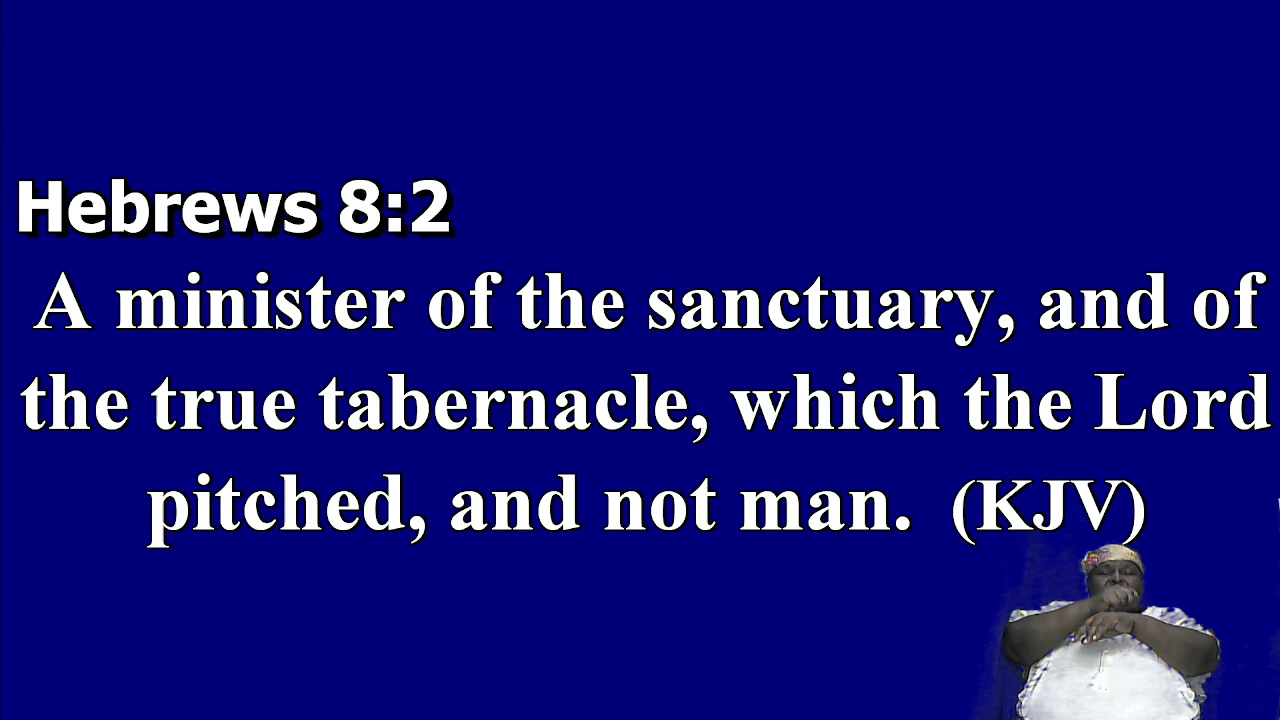 Hebrews 8:2
A minister of the sanctuary, and of
the true tabernacle, which the Lord
pitched, and not man. (KJV)